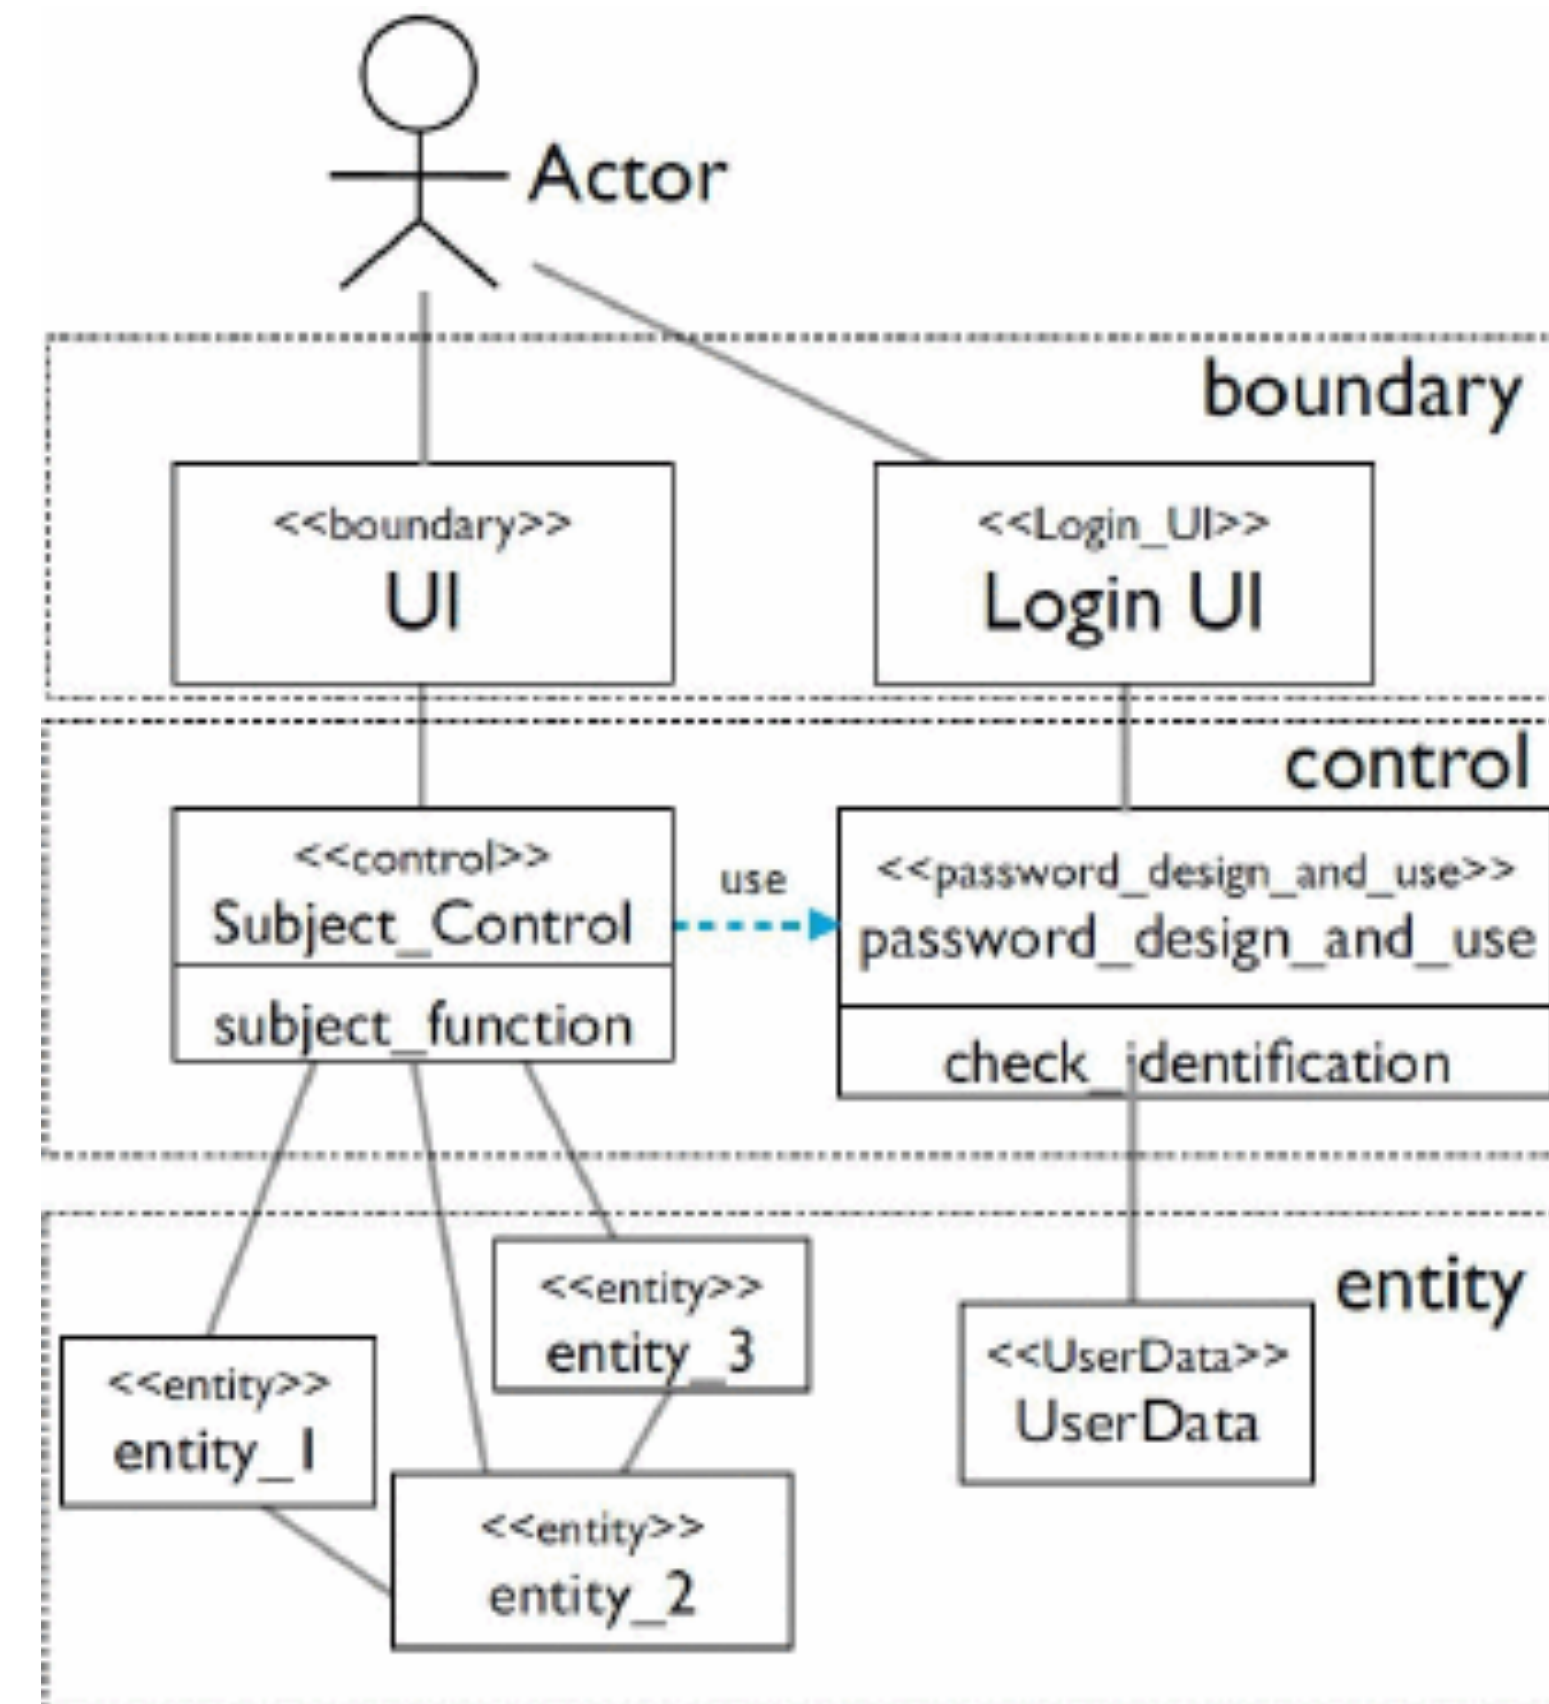 Actor
boundary
<<boundary>>
UI
<<Login_UI>>
Login UI
control
<<control>>
Subject_Control
subject_function
use
<<password_design_and_use>>
password_design_and_use
check_identification
entity
<<entity>>
entity_3
<<entity>>
entity_1
<<entity>>
entity_2
<<UserData>>
UserData